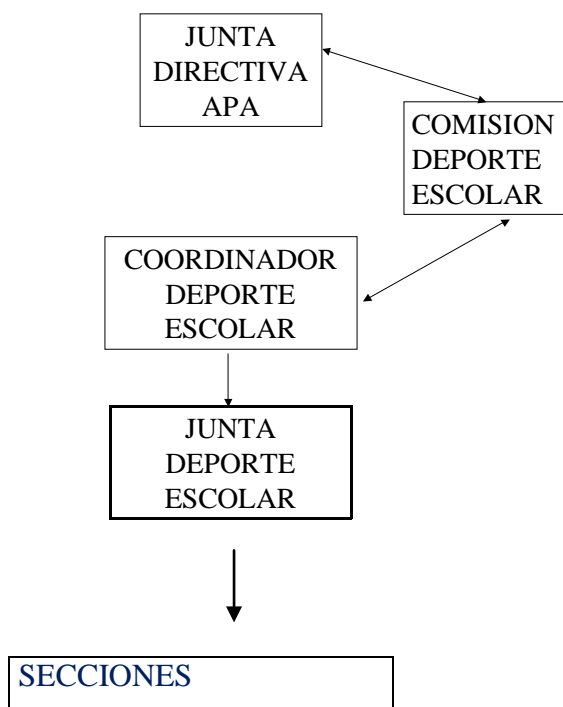 JUNTA
DIRECTIVA
APA
COMISION
DEPORTE
ESCOLAR
COORDINADOR
DEPORTE
ESCOLAR
JUNTA
DEPORTE
ESCOLAR
SECCIONES